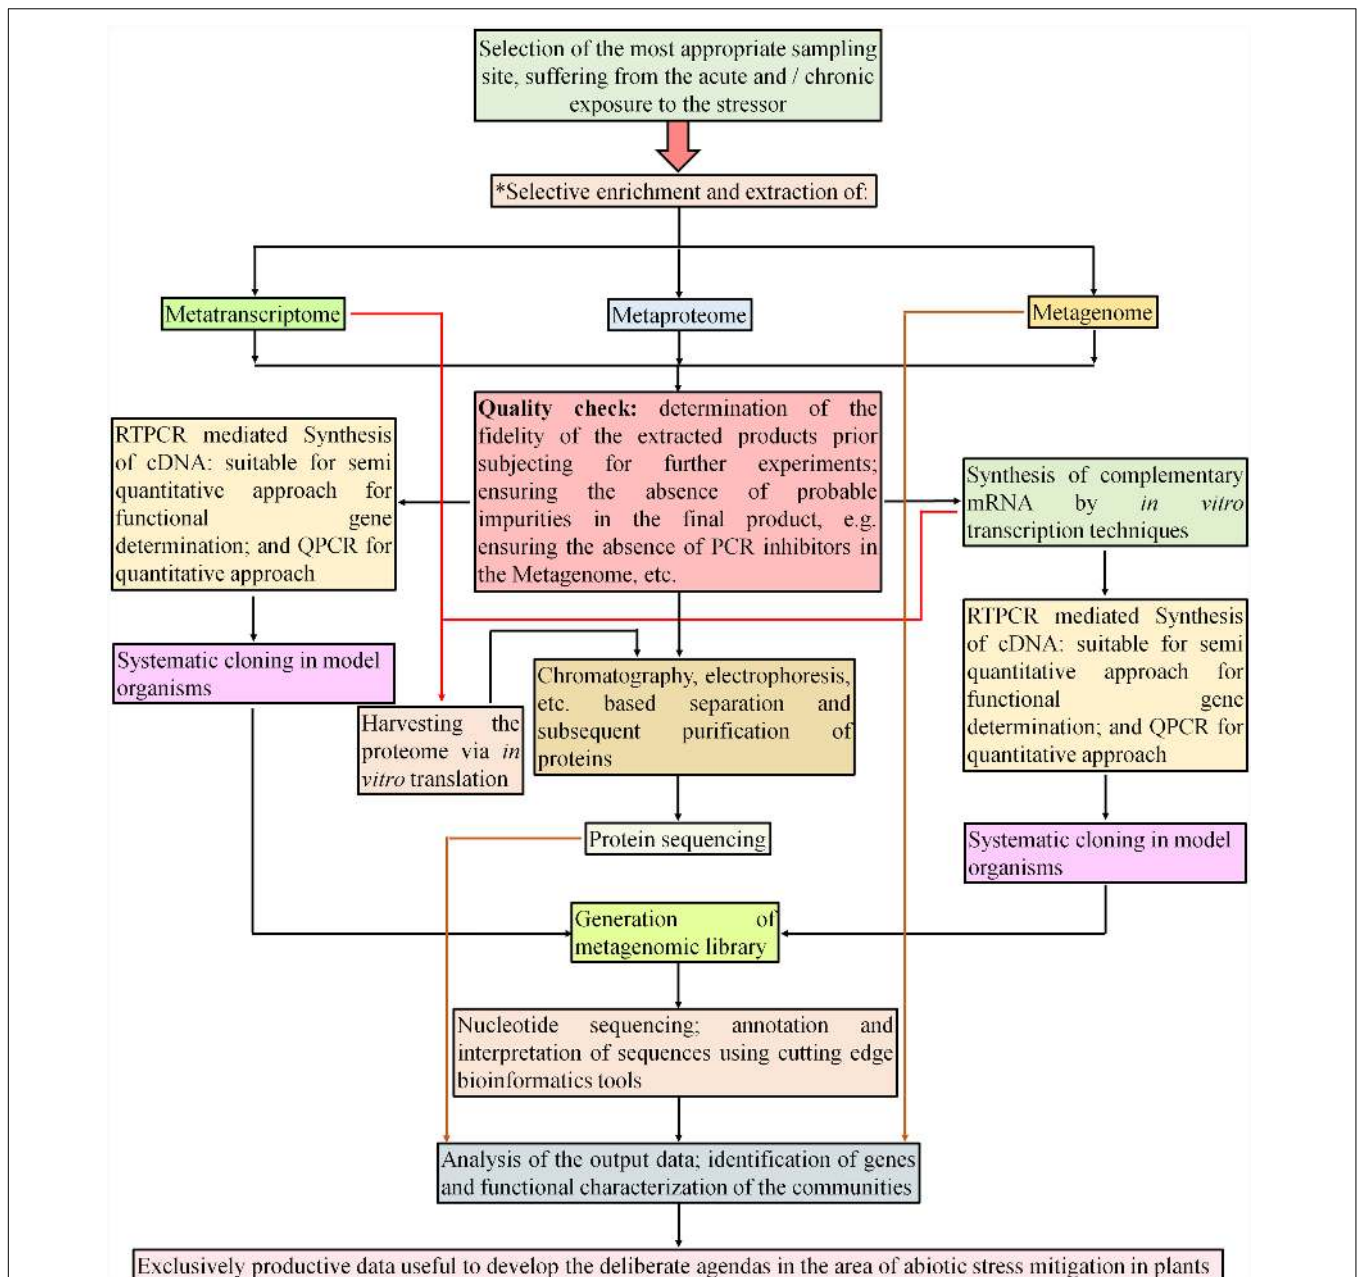 Selection of the most appropriate sampling
site, suffering from the acute and / chronic
exposure to the stressor
*Selective enrichment and extraction of:
Metatranscriptome
Metaproteome
Metagenome
Quality check: determination of the
fidelity of the extracted products prior
subjecting for further experiments;
ensuring the absence of probable
impurities in the final product, e.g.
ensuring the absence of PCR inhibitors in
the Metagenome, etc.
RTPCR mediated Synthesis
of cDNA: suitable for semi
quantitative approach for
functional gene
determination; and QPCR for
quantitative approach
Synthesis of complementary
mRNA by in vitro
transcription techniques
RTPCR mediated Synthesis
of cDNA: suitable for semi
quantitative approach for
functional gene
determination; and QPCR for
quantitative approach
Systematic cloning in model
organisms
Harvesting the
proteome via in
vitro translation
Chromatography, electrophoresis,
etc. based separation and
subsequent purification of
proteins
Protein sequencing
Systematic cloning in model
organisms
Generation of
metagenomic library
Nucleotide sequencing; annotation and
interpretation of sequences using cutting edge
bioinformatics tools
Analysis of the output data; identification of genes
and functional characterization of the communities
Exclusively productive data useful to develop the deliberate agendas in the area of abiotic stress mitigation in plants